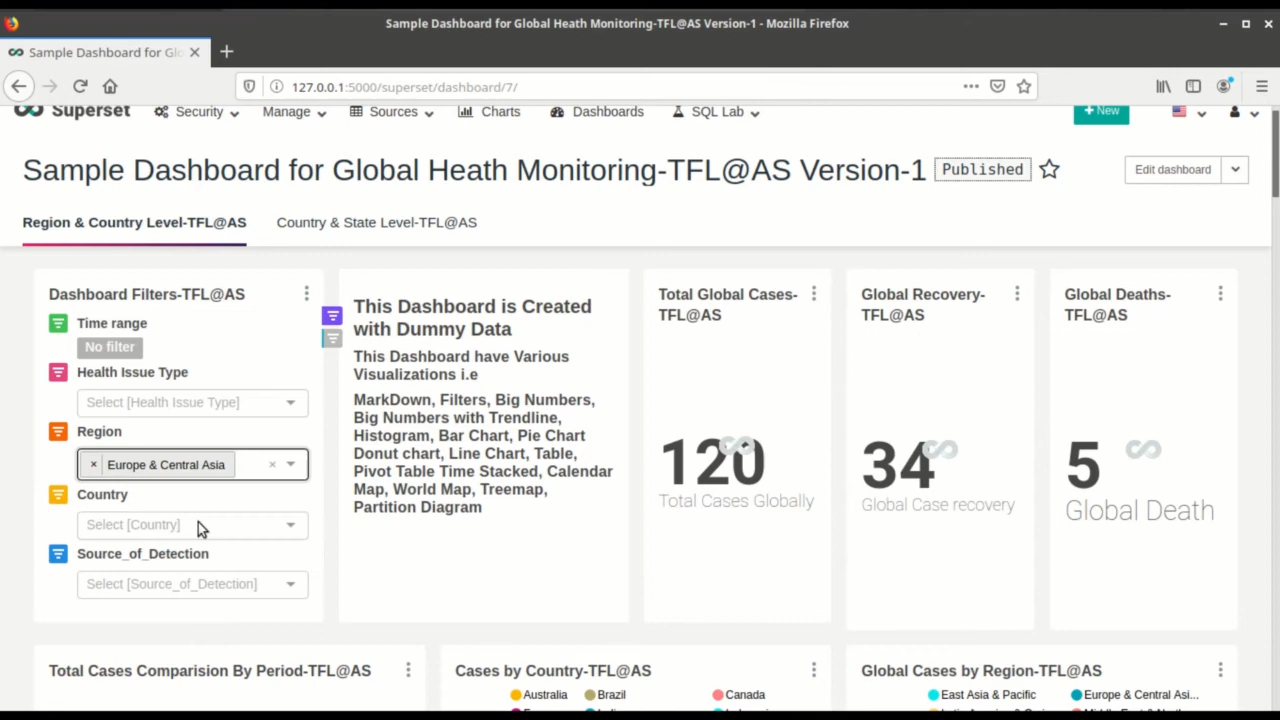 Sample Dashboard for Global Heath Monitoring-TFL@AS Version-1 - Mozilla Firefox
Sample Dashboard for Glo
127.0.0.1:5000/superset/dashboard/7/
Superset
Security
Manage
Sources
Charts
Dashboards
SQL Lab
+ New
Sample Dashboard for Global Heath Monitoring-TFL@AS Version-1
Published
Edit dashboard
Region & Country Level-TFL@AS
Country & State Level-TFL@AS
Dashboard Filters-TFL@AS
Time range
No filter
Health Issue Type
Select [Health Issue Type]
Region
× Europe & Central Asia ×
Country
Select [Country]
Source_of_Detection
Select [Source_of_Detection]
This Dashboard is Created
with Dummy Data
This Dashboard have Various
Visualizations i.e
MarkDown, Filters, Big Numbers,
Big Numbers with Trendline,
Histogram, Bar Chart, Pie Chart
Donut chart, Line Chart, Table,
Pivot Table Time Stacked, Calendar
Map, World Map, Treemap,
Partition Diagram
Total Global Cases-
TFL@AS
120
Total Cases Globally
Global Recovery-
TFL@AS
34
Global Case recovery
Global Deaths-
TFL@AS
5
Global Death
Total Cases Comparision By Period-TFL@AS
Cases by Country-TFL@AS
Australia
Brazil
Canada
Global Cases by Region-TFL@AS
East Asia & Pacific
Europe & Central Asi...